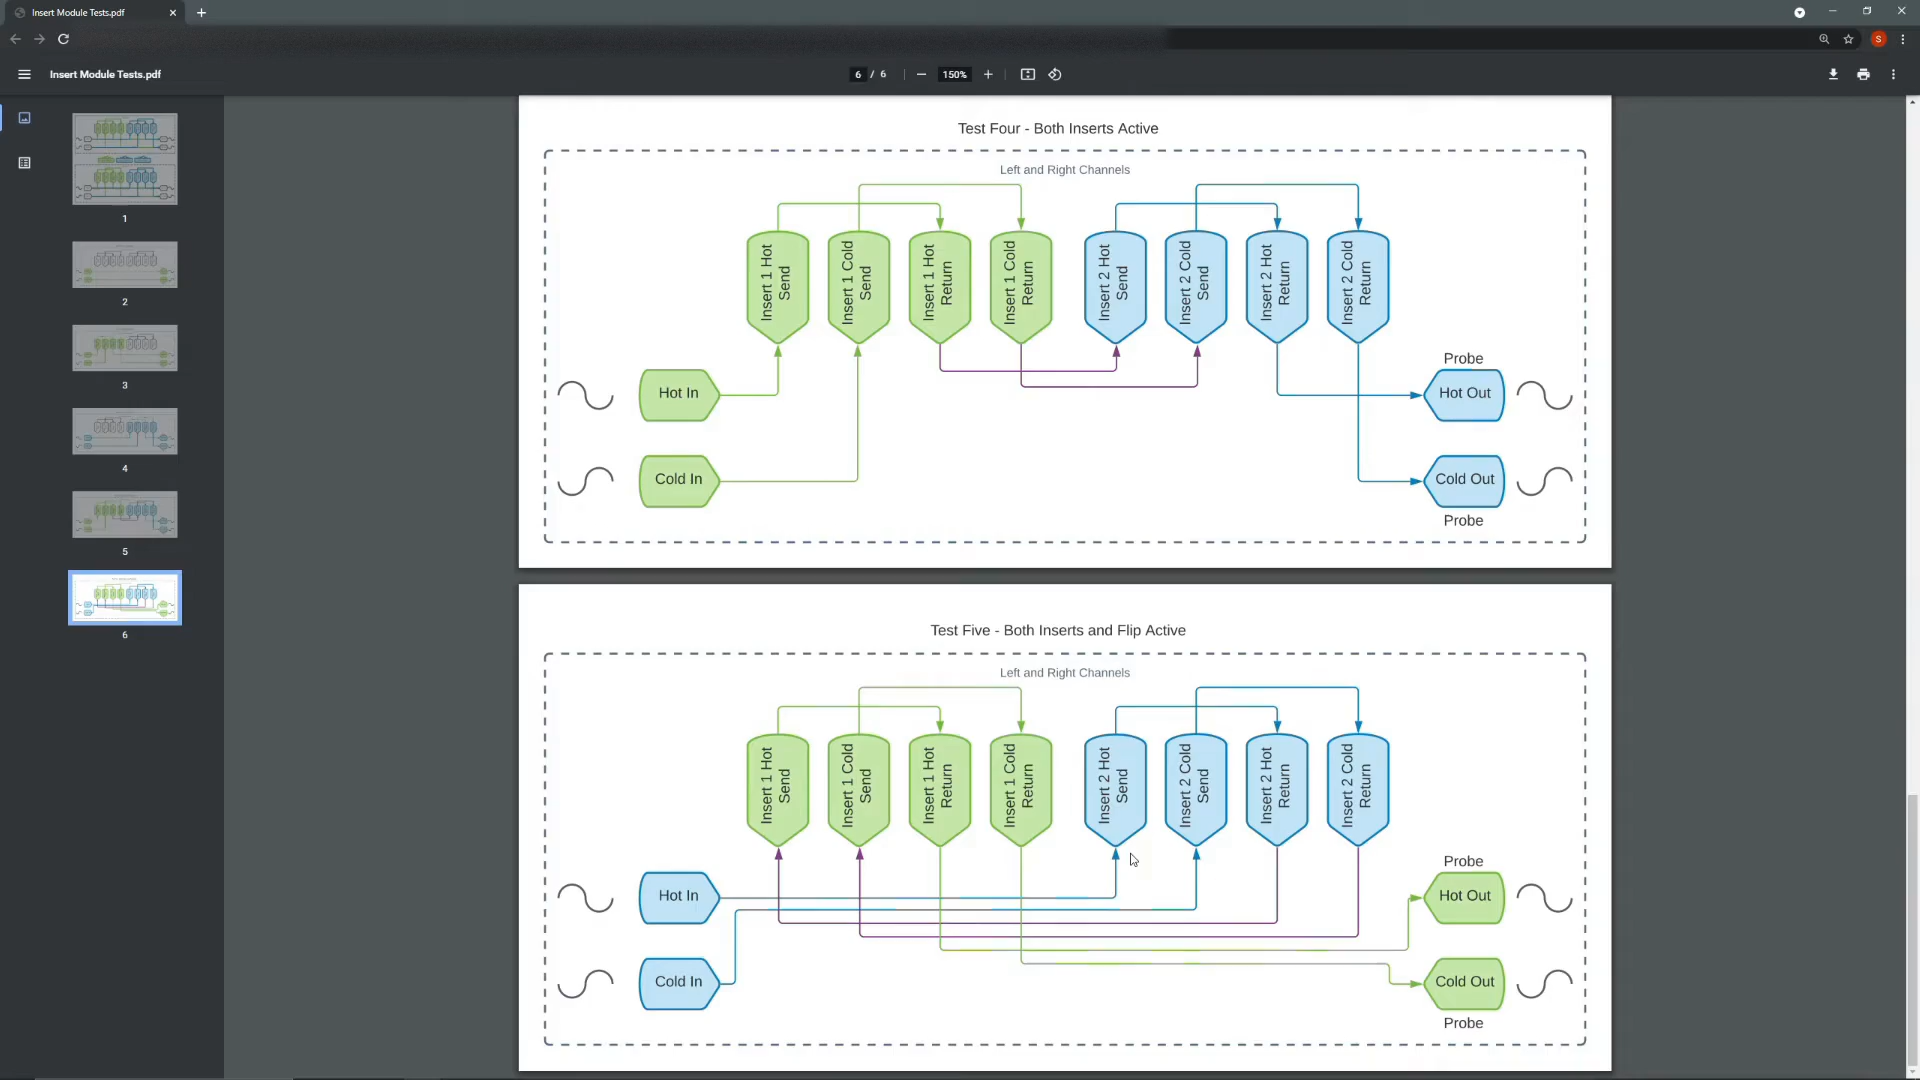 Insert Module Tests.pdf
S
Insert Module Tests.pdf
6 / 6
150%
1
2
3
4
5
6
Test Four - Both Inserts Active
Left and Right Channels
Insert 1 Hot
Send
Insert 1 Cold
Send
Insert 1 Hot
Return
Insert 1 Cold
Return
Insert 2 Hot
Send
Insert 2 Cold
Send
Insert 2 Hot
Return
Insert 2 Cold
Return
Probe
Hot In
Hot Out
Cold In
Cold Out
Probe
Test Five - Both Inserts and Flip Active
Left and Right Channels
Insert 1 Hot
Send
Insert 1 Cold
Send
Insert 1 Hot
Return
Insert 1 Cold
Return
Insert 2 Hot
Send
Insert 2 Cold
Send
Insert 2 Hot
Return
Insert 2 Cold
Return
Probe
Hot In
Hot Out
Cold In
Cold Out
Probe